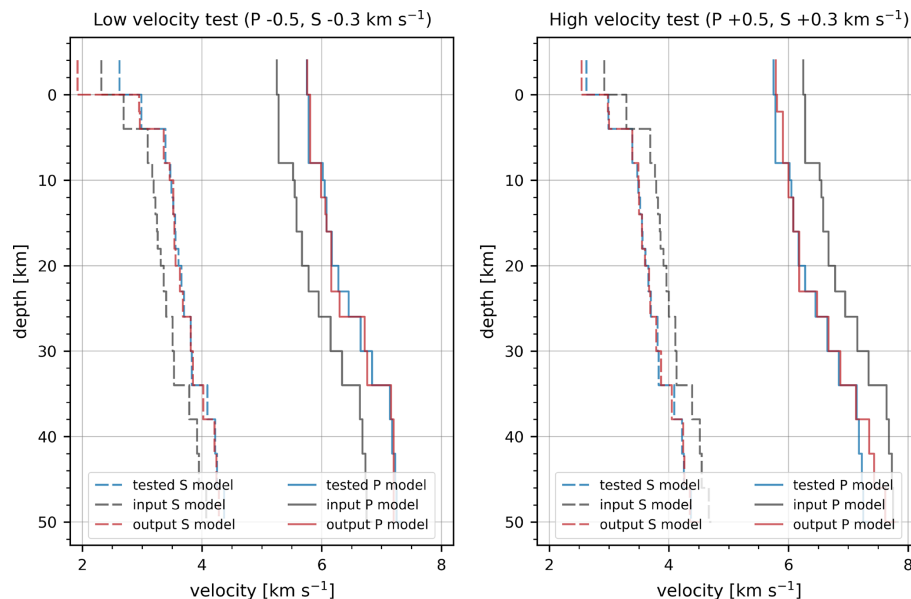 Low velocity test (P -0.5, S -0.3 km s⁻¹)
0
10
20
30
40
50
depth [km]
tested S model
input S model
output S model
tested P model
input P model
output P model
2 4 6 8
velocity [km s⁻¹]
High velocity test (P +0.5, S +0.3 km s⁻¹)
0
10
20
30
40
50
depth [km]
tested S model
input S model
output S model
tested P model
input P model
output P model
2 4 6 8
velocity [km s⁻¹]